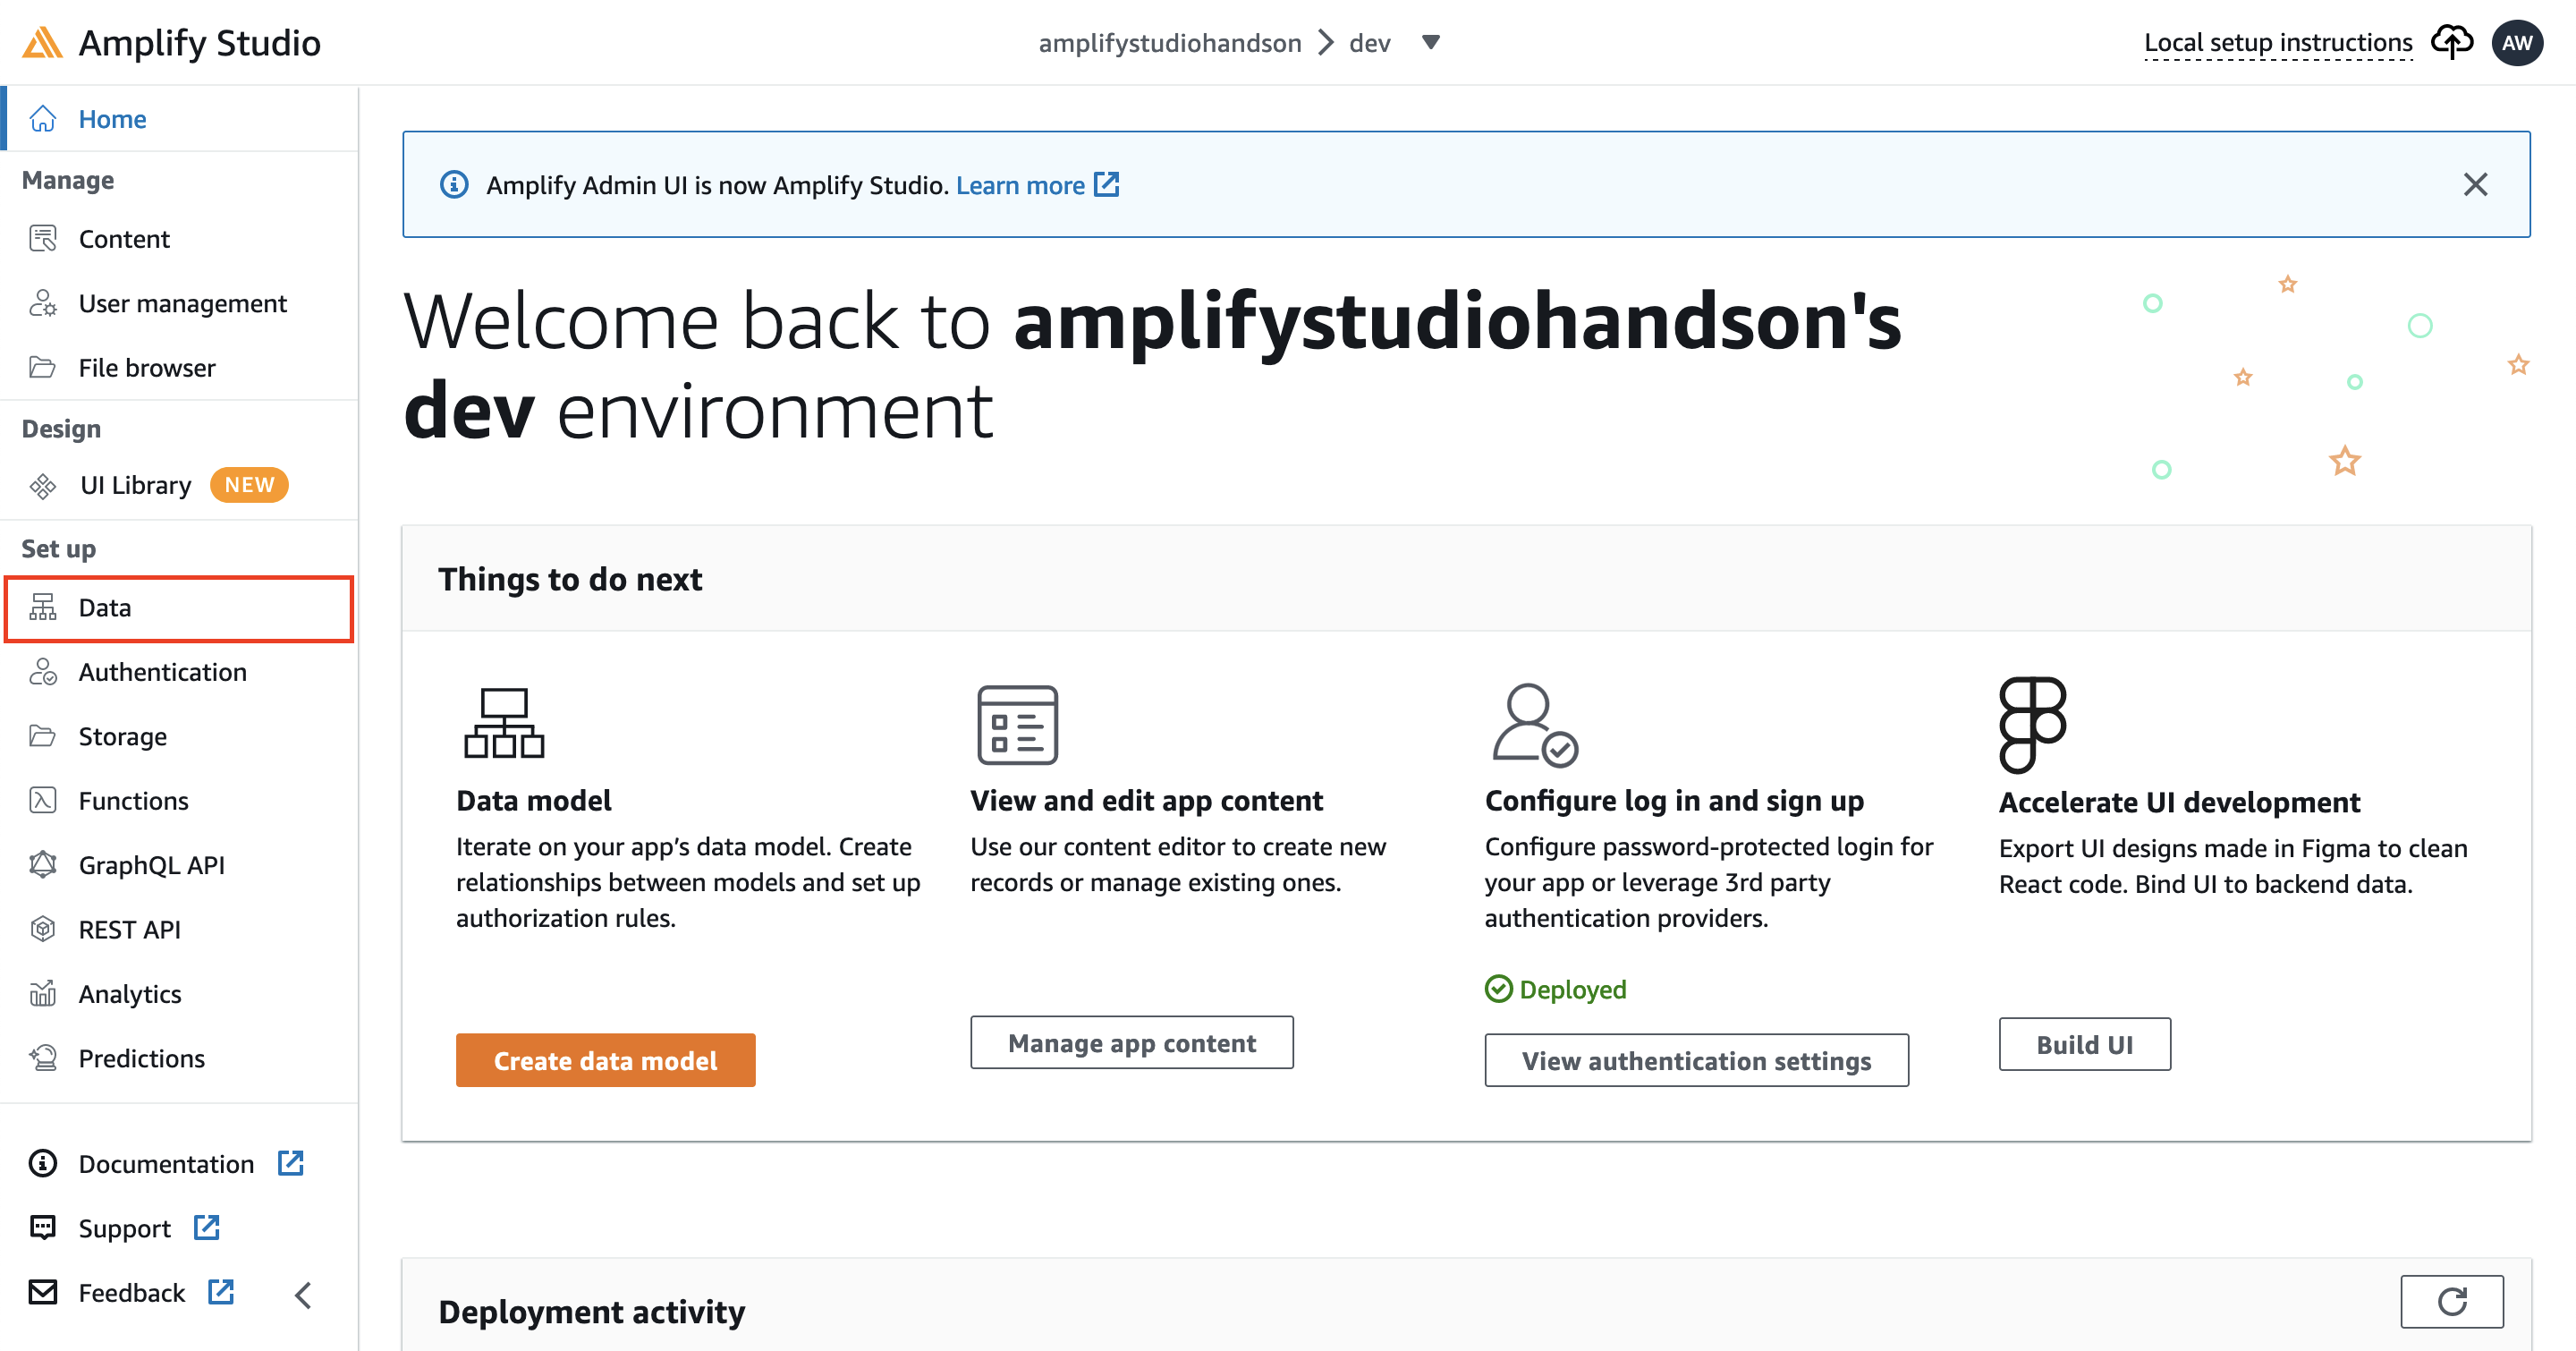 Amplify Studio
amplifystudiohandson > dev
Local setup instructions
AW
Home
Manage
Content
User management
File browser
Design
UI Library NEW
Set up
Data
Authentication
Storage
Functions
GraphQL API
REST API
Analytics
Predictions
Documentation
Support
Feedback
Amplify Admin UI is now Amplify Studio. Learn more
Welcome back to amplifystudiohandson's
dev environment
Things to do next
Data model
Iterate on your app’s data model. Create
relationships between models and set up
authorization rules.
Create data model
View and edit app content
Use our content editor to create new
records or manage existing ones.
Manage app content
Configure log in and sign up
Configure password-protected login for
your app or leverage 3rd party
authentication providers.
Deployed
View authentication settings
Accelerate UI development
Export UI designs made in Figma to clean
React code. Bind UI to backend data.
Build UI
Deployment activity